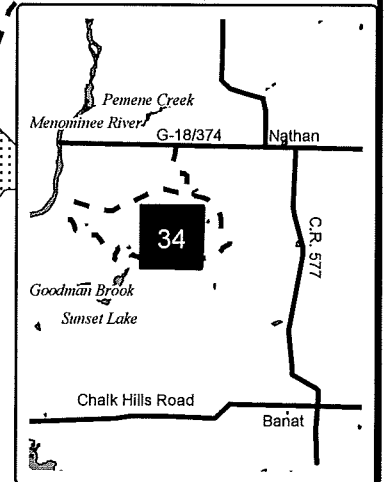 Pemene Creek
Menominee River
G-18/374
Nathan
34
C.R. 577
Goodman Brook
Sunset Lake
Chalk Hills Road
Banat